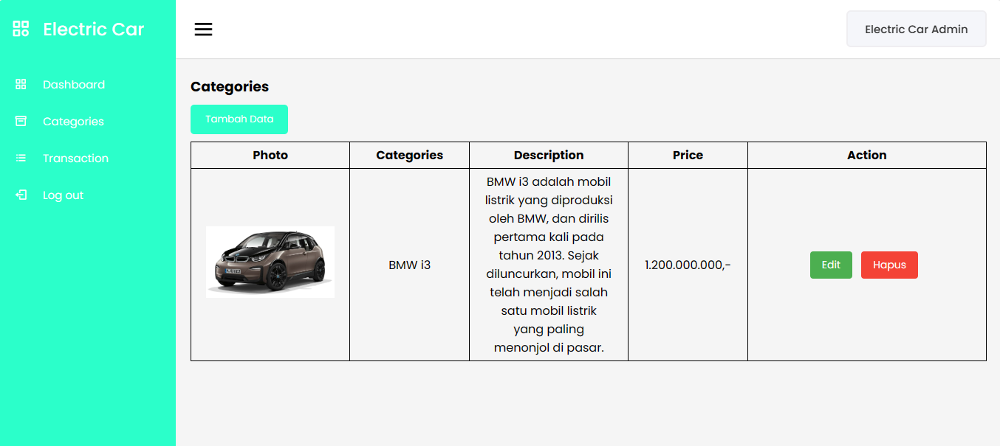 Electric Car
Electric Car Admin
Dashboard
Categories
Transaction
Log out
Categories
Tambah Data
Photo Categories Description Price Action
BMW i3
BMW i3 adalah mobil
listrik yang diproduksi
oleh BMW, dan dirilis
pertama kali pada
tahun 2013. Sejak
diluncurkan, mobil ini
telah menjadi salah
satu mobil listrik
yang paling
menonjol di pasar.
1.200.000.000,-
Edit Hapus